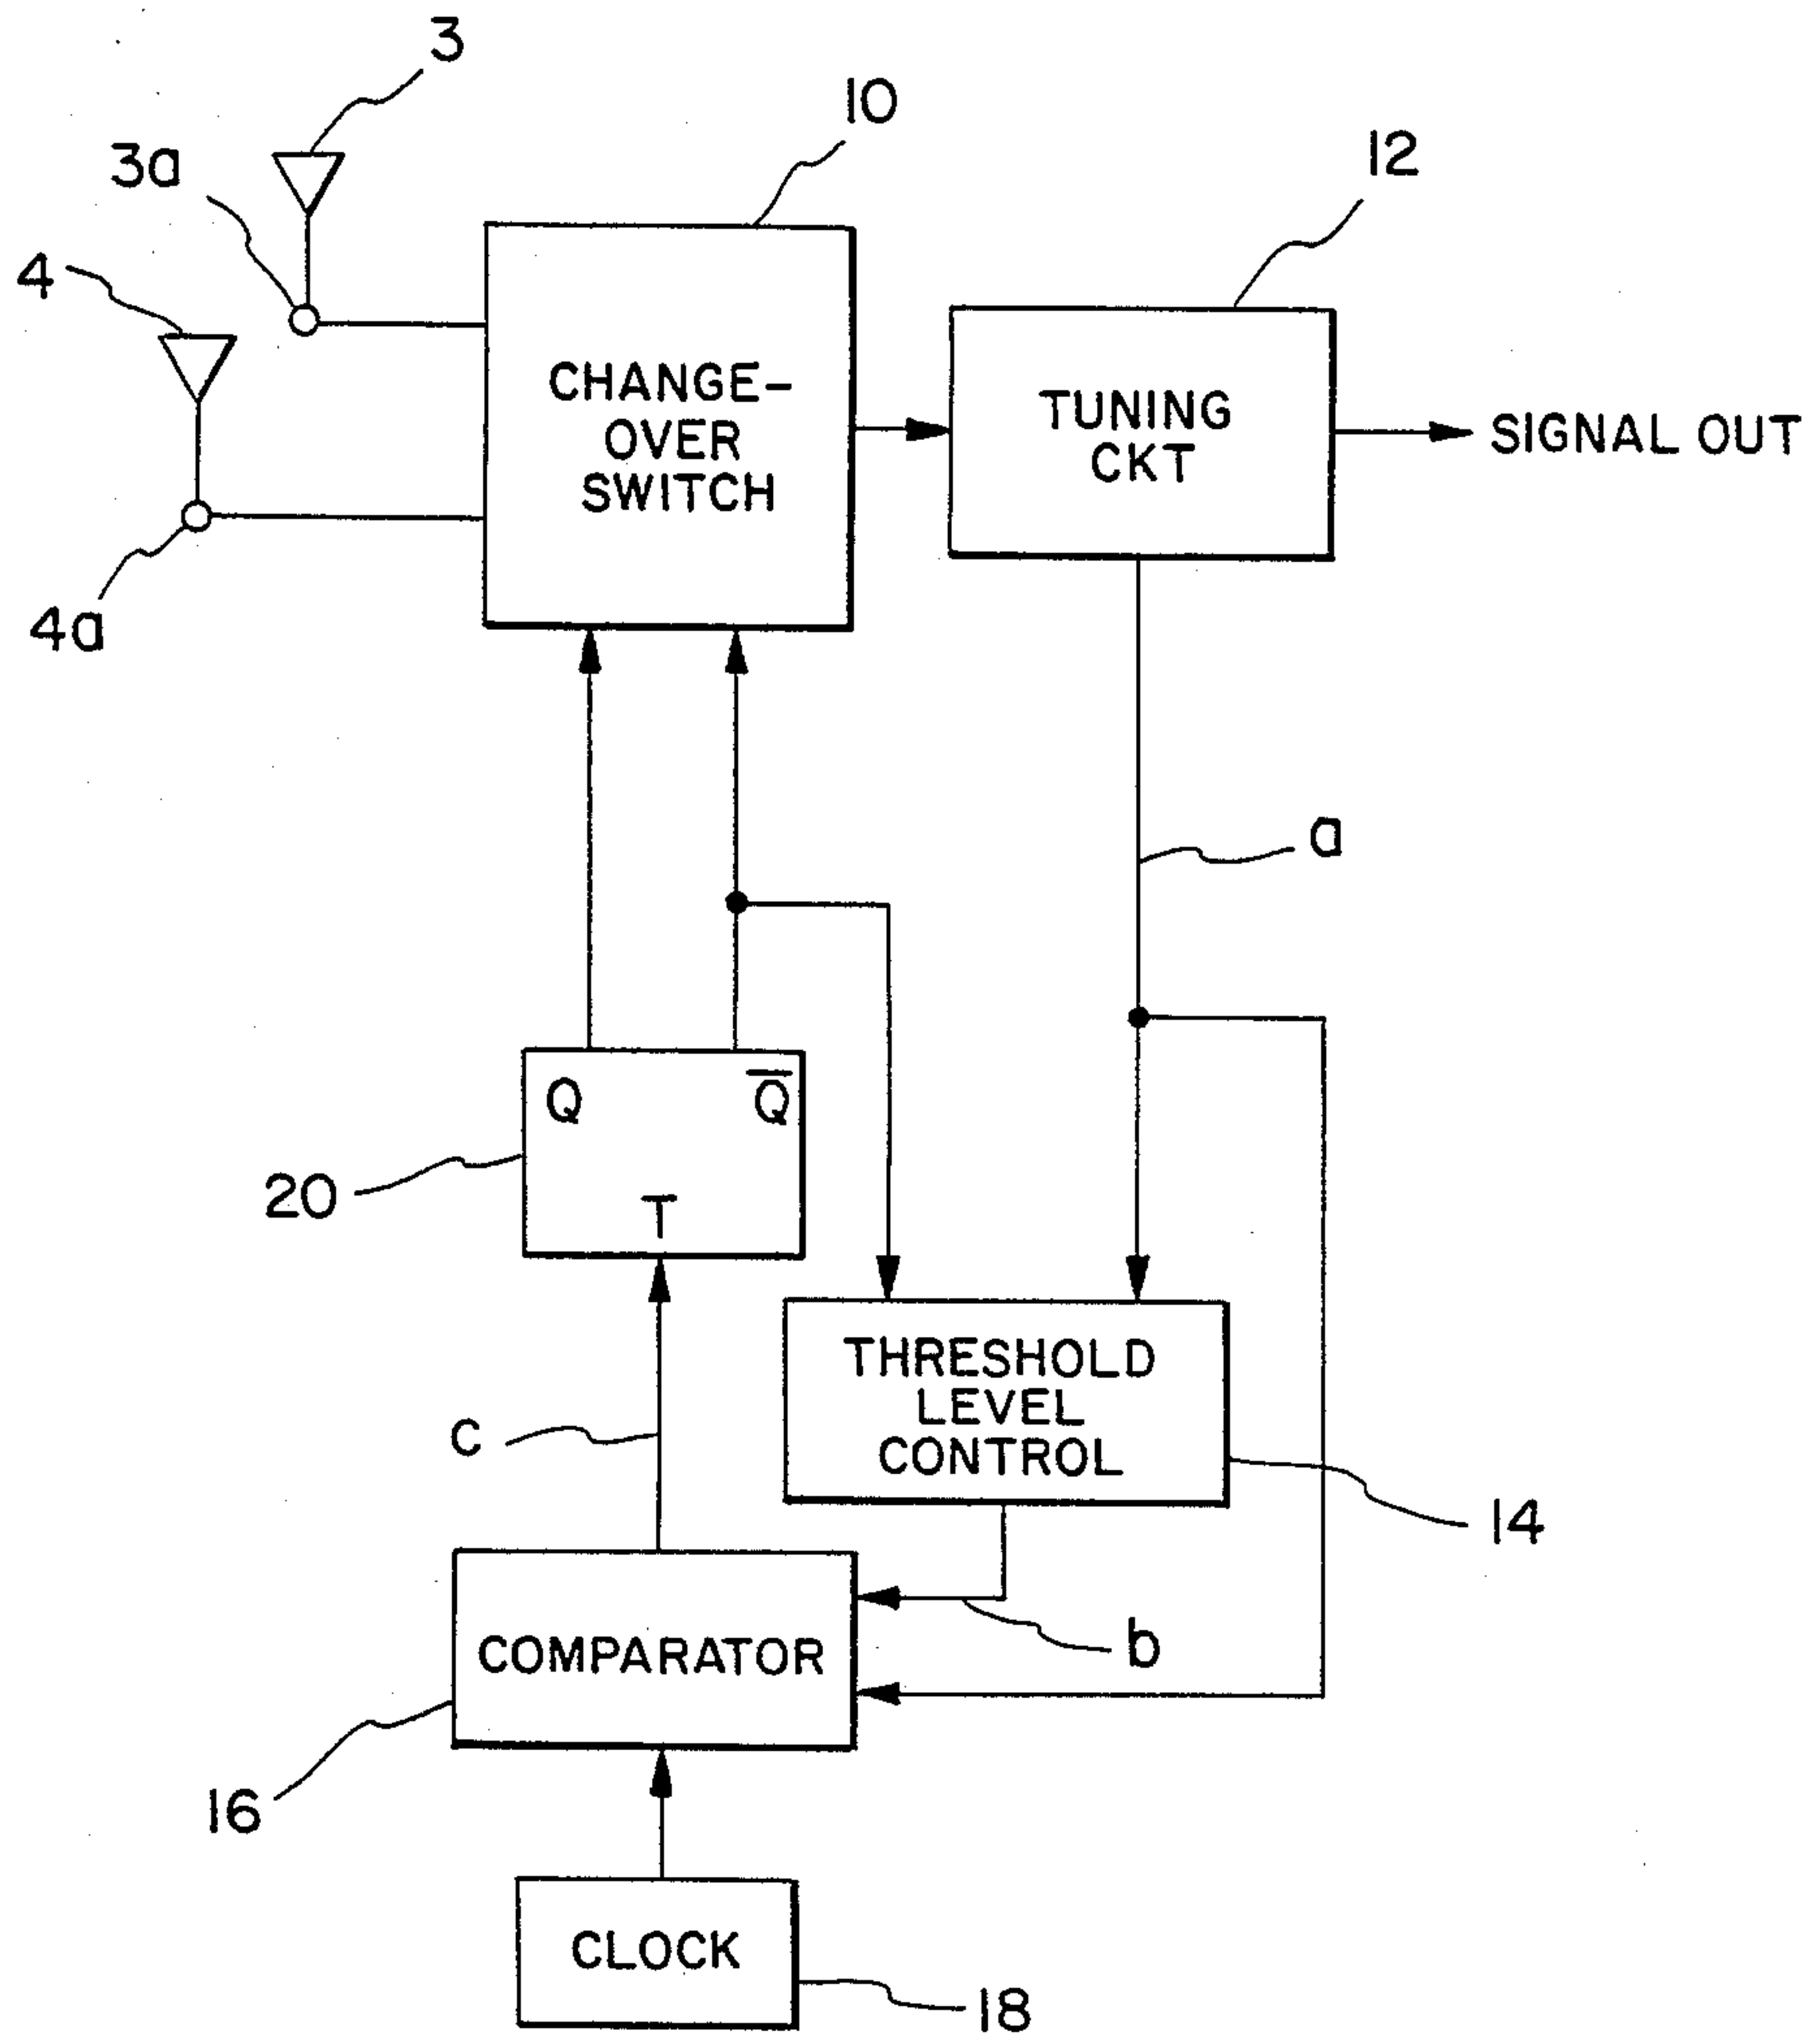 3
10
3a
12
4
CHANGE-
OVER
SWITCH
TUNING
CKT
SIGNAL OUT
4a
a
Q
Q̅
20
T
THRESHOLD
LEVEL
CONTROL
c
14
b
COMPARATOR
16
CLOCK
18